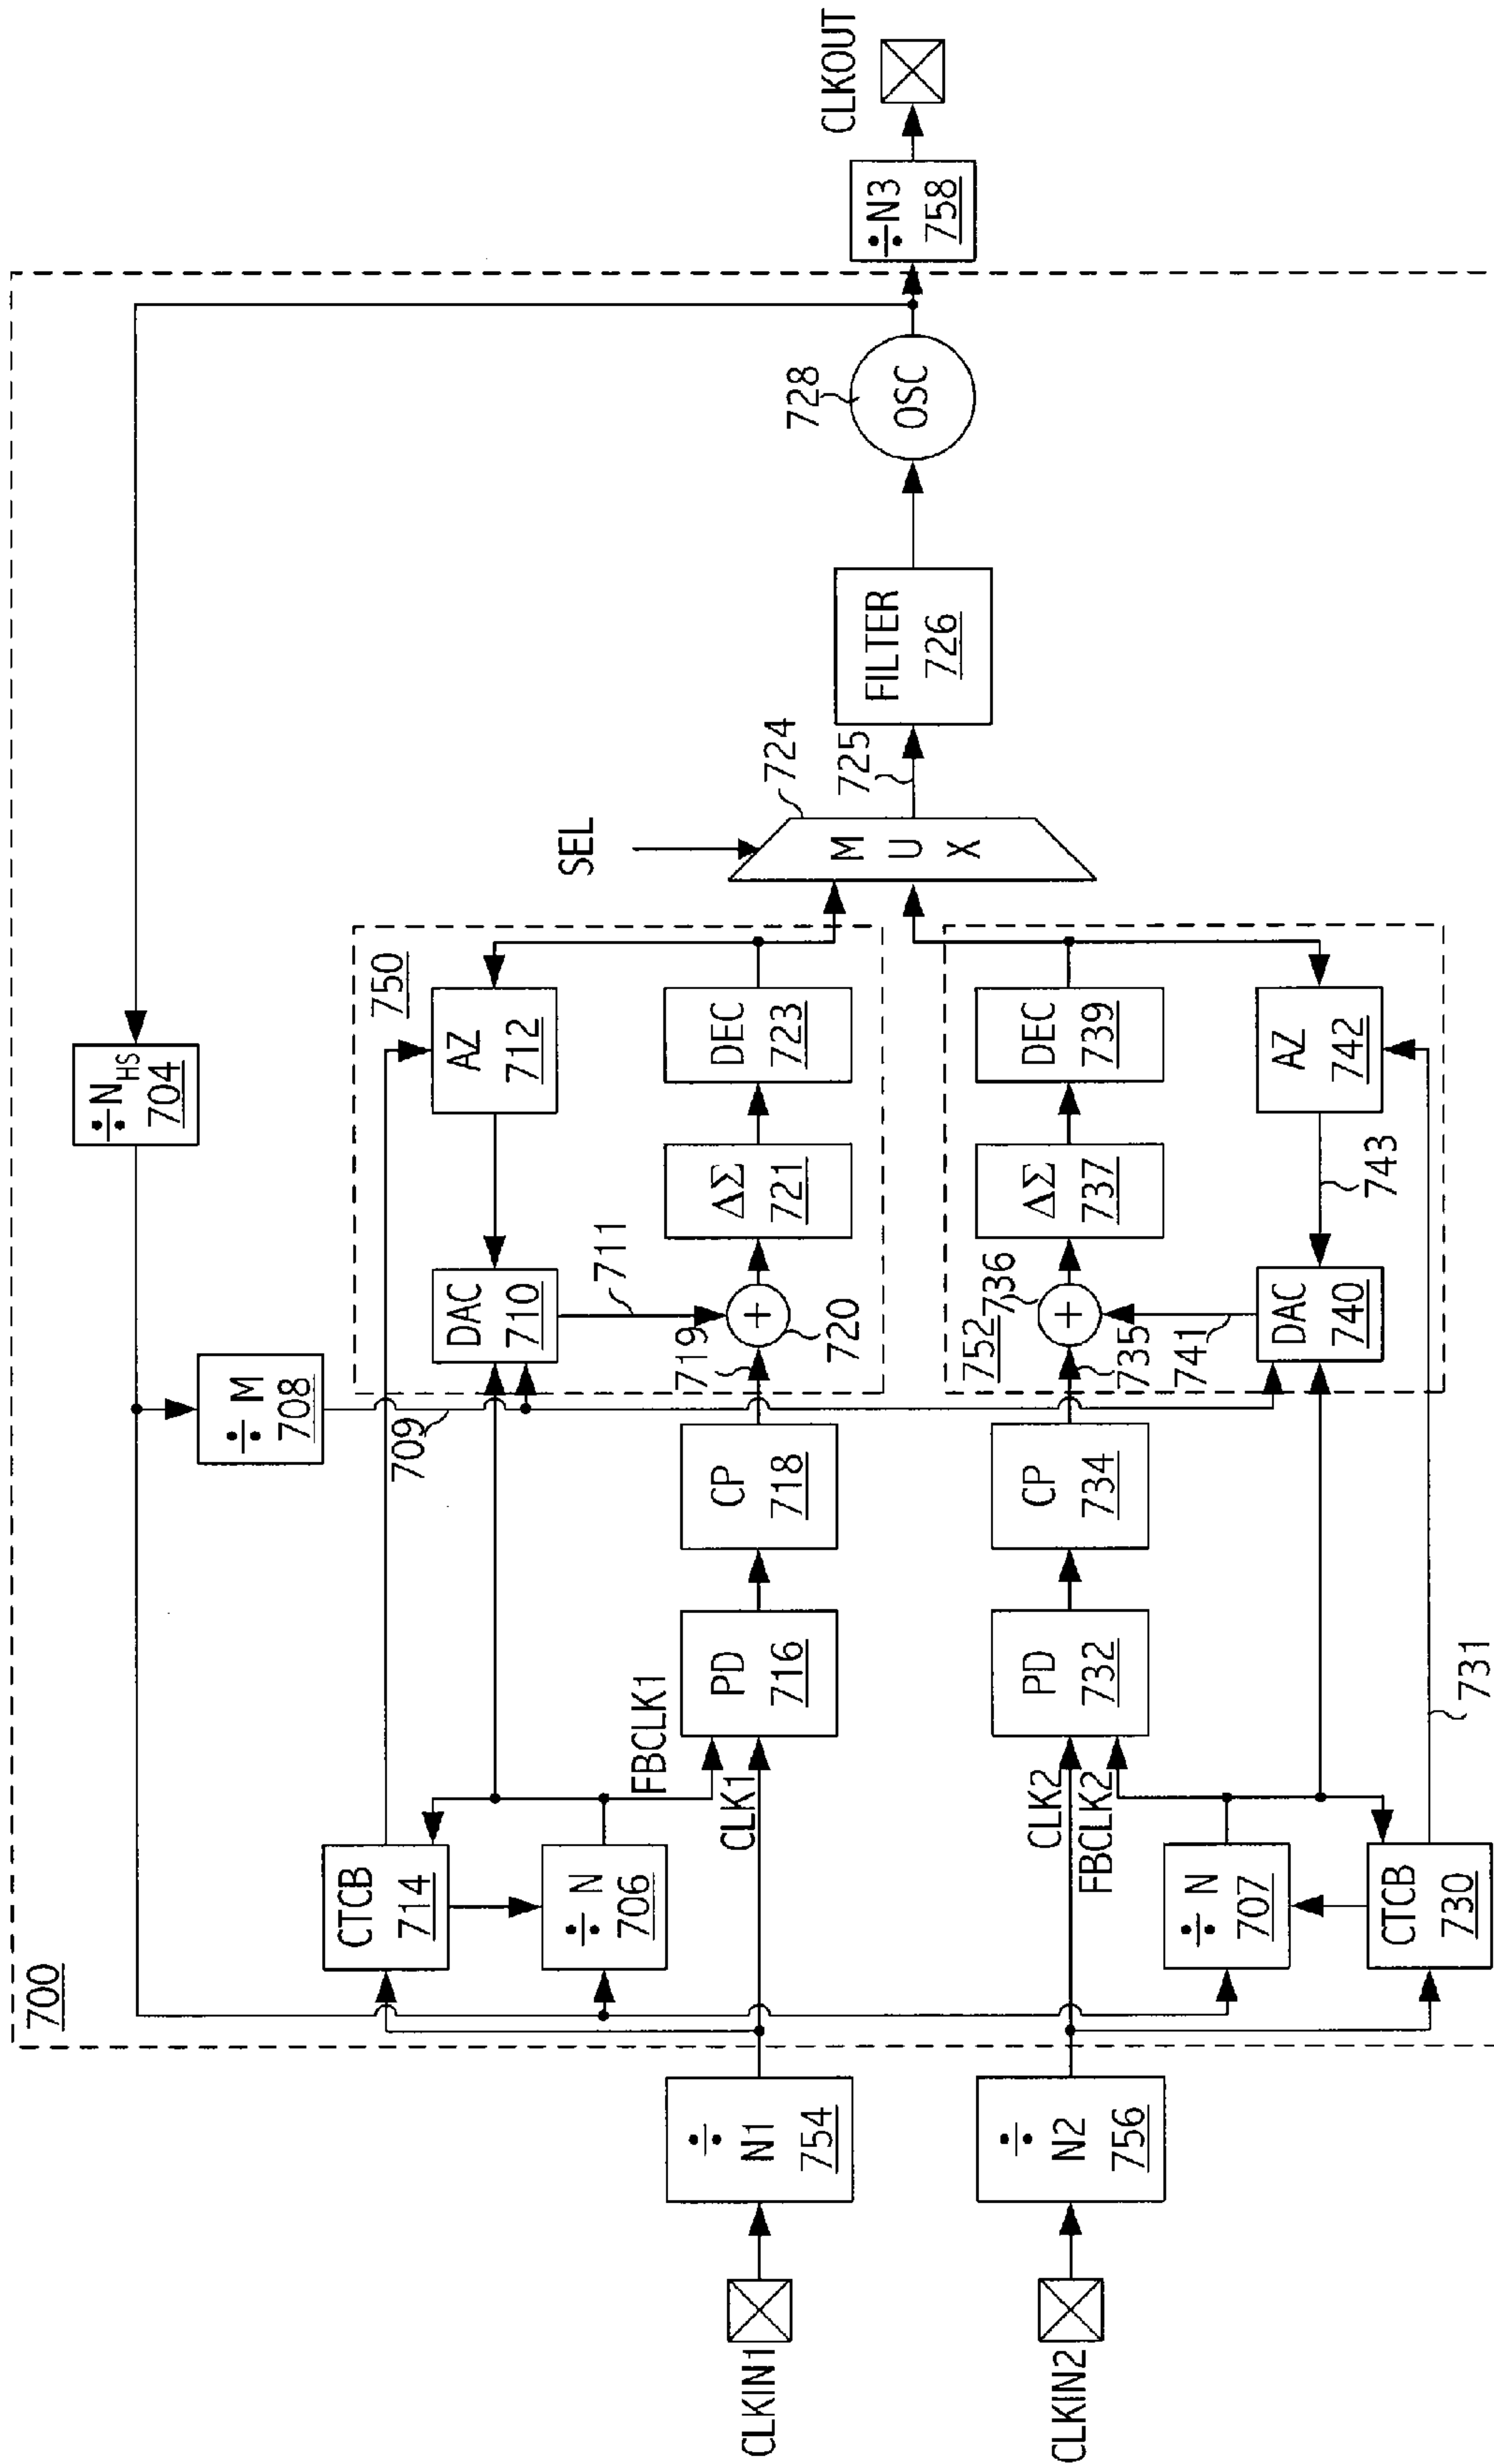 700
÷NHS
704
÷ M
708
709
750
CTCB
714
÷ N
706
FBCLK1
CLK1
DAC
710
711
AZ
712
CLKIN1
÷
N1
754
PD
716
CP
718
719
720
ΔΣ
721
DEC
723
SEL
724
M
U
X
725
FILTER
726
728
OSC
÷N3
758
CLKOUT
CLKIN2
÷
N2
756
CLK2
FBCLK2
PD
732
CP
734
735
752
736
ΔΣ
737
DEC
739
÷ N
707
CTCB
730
731
741
DAC
740
743
AZ
742